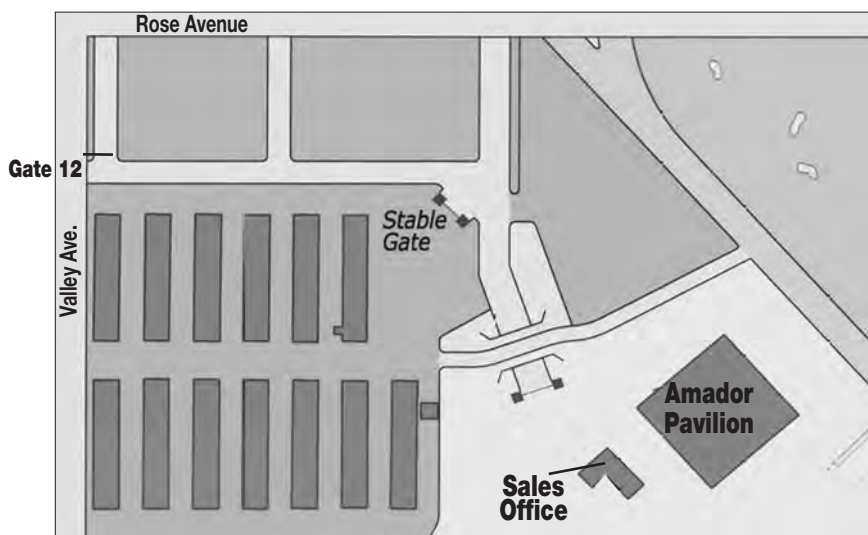 Rose Avenue
Gate 12
Valley Ave.
Stable
Gate
Amador
Pavilion
Sales
Office